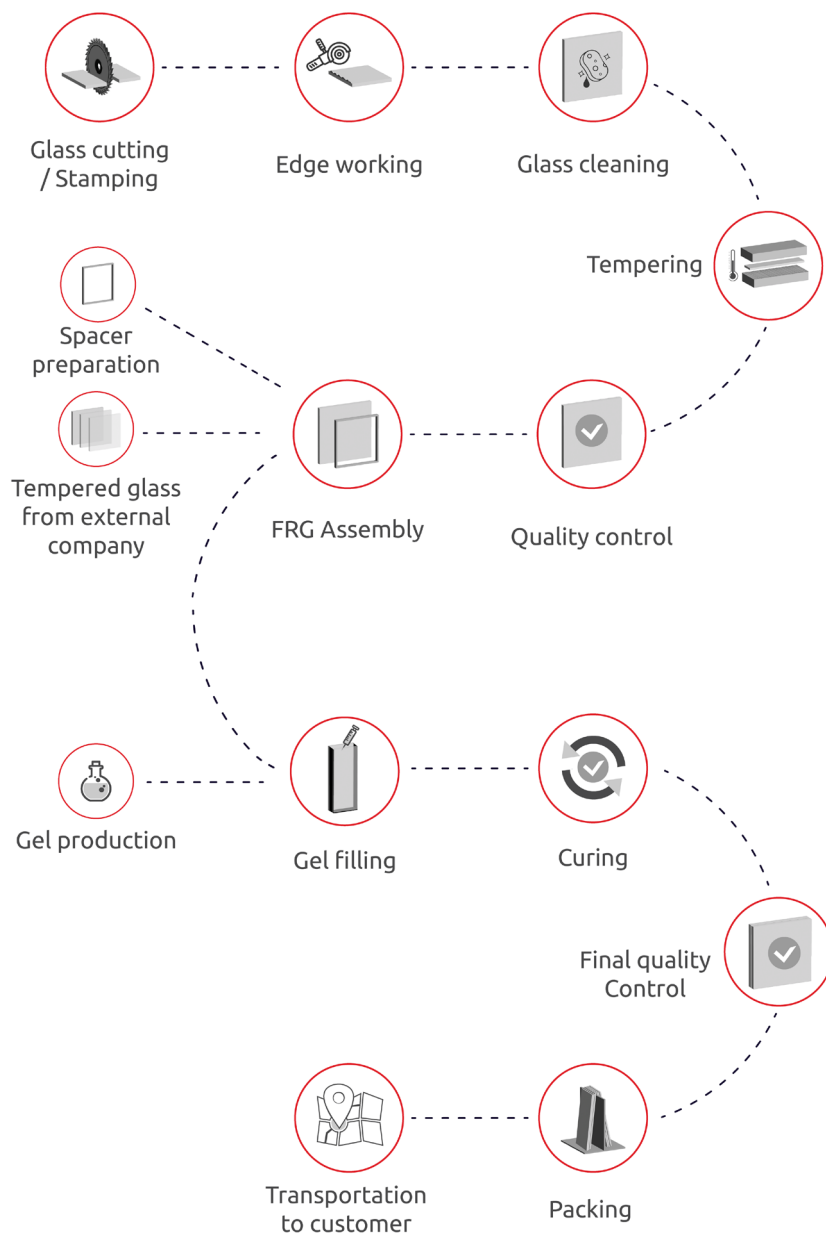 Glass cutting
/ Stamping
Edge working
Glass cleaning
Tempering
Spacer
preparation
Tempered glass
from external
company
FRG Assembly
Quality control
Gel production
Gel filling
Curing
Final quality
Control
Transportation
to customer
Packing